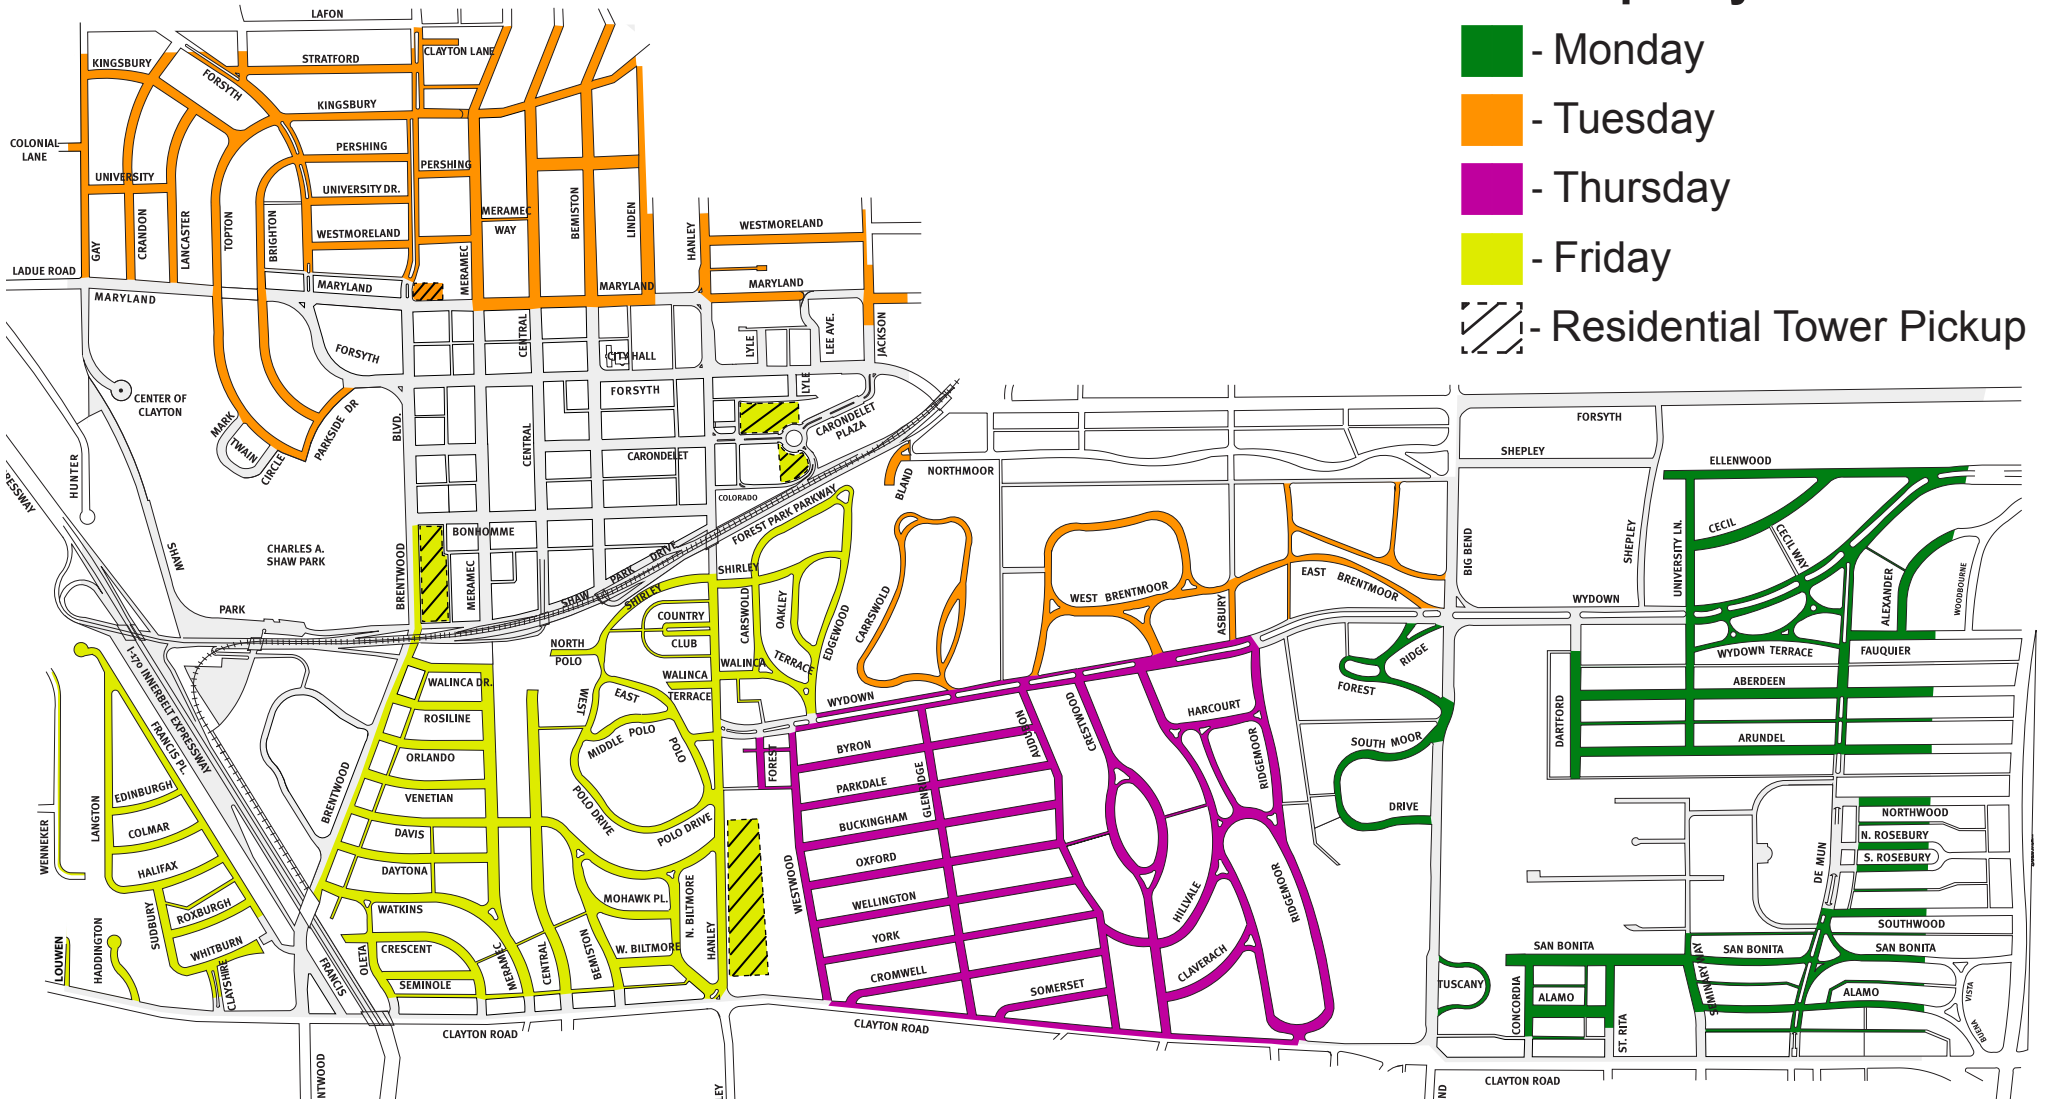 - Monday
- Tuesday
- Thursday
- Friday
- Residential Tower Pickup
LAFON
CLAYTON LANE
STRATFORD
KINGSBURY
FORSYTH
KINGSBURY
COLONIAL
LANE
PERSHING
PERSHING
UNIVERSITY
UNIVERSITY DR.
GAY
CRANDON
LANCASTER
TOPTON
BRIGHTON
WESTMORELAND
MERAMEC
WAY
MERAMEC
BEMISTON
LINDEN
HANLEY
WESTMORELAND
LADUE ROAD
MARYLAND
MARYLAND
MARYLAND
MARYLAND
CENTRAL
CITY HALL
LYLE
LEE AVE.
JACKSON
FORSYTH
FORSYTH
LYLE
CENTER OF
CLAYTON
MARK
TWAIN
CIRCLE
PARKSIDE DR
BLVD.
CENTRAL
CARONDELET
PLAZA
CARONDELET
COLORADO
HUNTER
RESSWAY
SHAW
CHARLES A.
SHAW PARK
BONHOMME
BRENTWOOD
MERAMEC
FOREST PARK PARKWAY
SHAW
PARK
DRIVE
PARK
BLAND
NORTHMOOR
FORSYTH
SHEPLEY
ELLENWOOD
BIG BEND
SHEPLEY
UNIVERSITY LN.
CECIL
CECIL WAY
ALEXANDER
WOODBOURNE
WYDOWN
SHIRLEY
SHIRLEY
COUNTRY
CLUB
CARSWOLD
OAKLEY
EDGEWOOD
CARRSWOLD
WEST BRENTMOOR
EAST BRENTMOOR
ASBURY
NORTH
POLO
WALINCA
TERRACE
WALINCA
TERRACE
WYDOWN
WYDOWN TERRACE
FAUQUIER
ABERDEEN
ARUNDEL
DARTFORD
FOREST
RIDGE
SOUTH MOOR
DRIVE
I-170 INNERBELT EXPRESSWAY
FRANCIS PL.
BRENTWOOD
WALINCA DR.
ROSILINE
ORLANDO
VENETIAN
DAVIS
DAYTONA
WATKINS
CRESCENT
SEMINOLE
OLETA
WEST
EAST
MIDDLE POLO
POLO
POLO DRIVE
POLO DRIVE
MOHAWK PL.
W. BILTMORE
N. BILTMORE
HANLEY
MERAMEC
CENTRAL
BEMISTON
EDINBURGH
COLMAR
HALIFAX
ROXBURGH
WHITBURN
LANGTON
SUDBURY
CLAYSHIRE
WENNEKER
LOUWEN
HADDINGTON
FRANCIS
FOREST
WESTWOOD
BYRON
PARKDALE
BUCKINGHAM
OXFORD
WELLINGTON
YORK
CROMWELL
SOMERSET
GLENRIDGE
AUDUBON
CRESTWOOD
HARCOURT
RIDGEMOOR
RIDGEMOOR
HILLVALE
CLAVERACH
NORTHWOOD
N. ROSEBURY
S. ROSEBURY
DE MUN
SOUTHWOOD
SAN BONITA
SAN BONITA
SAN BONITA
TUSCANY
CONCORDIA
ALAMO
ST. RITA
SEMINARY WAY
ALAMO
BUENA
VISTA
CLAYTON ROAD
CLAYTON ROAD
CLAYTON ROAD
NTWOOD
LEY
ND